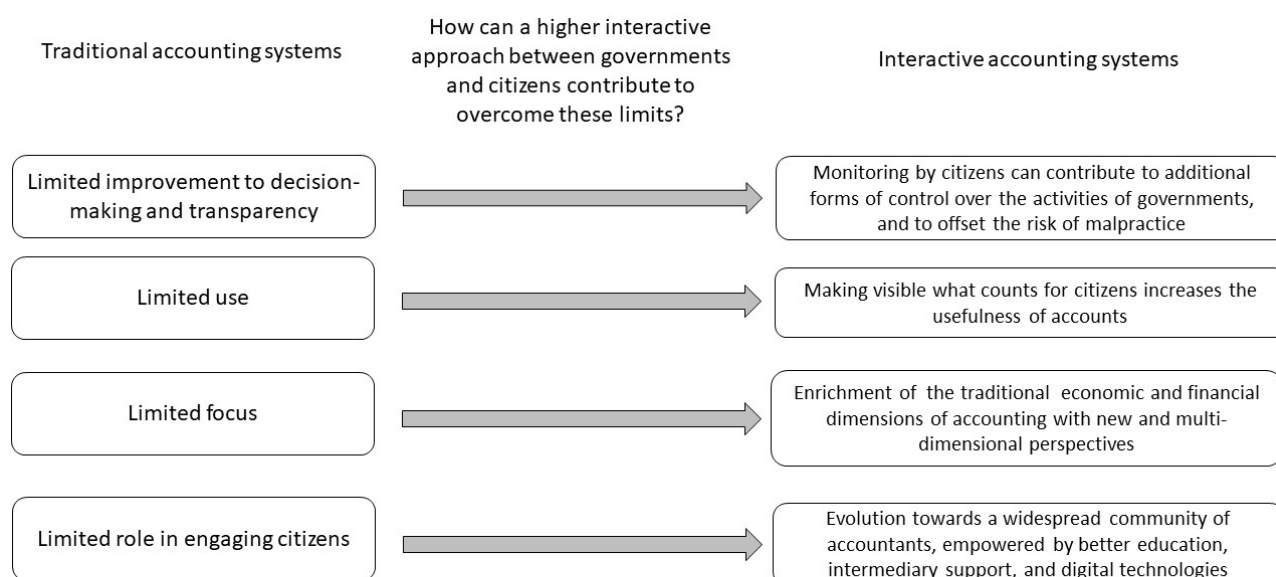 Traditional accounting systems
How can a higher interactive
approach between governments
and citizens contribute to
overcome these limits?
Interactive accounting systems
Limited improvement to decision-
making and transparency
Monitoring by citizens can contribute to additional
forms of control over the activities of governments,
and to offset the risk of malpractice
Limited use
Making visible what counts for citizens increases the
usefulness of accounts
Limited focus
Enrichment of the traditional economic and financial
dimensions of accounting with new and multi-
dimensional perspectives
Limited role in engaging citizens
Evolution towards a widespread community of
accountants, empowered by better education,
intermediary support, and digital technologies